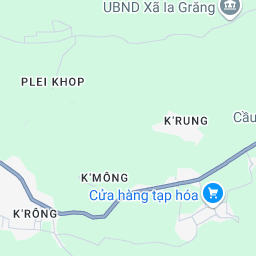 UBND Xã Ia Grăng
PLEI KHOP
K'RUNG
Cầu
K'MÔNG
Cửa hàng tạp hóa
K'RÔNG